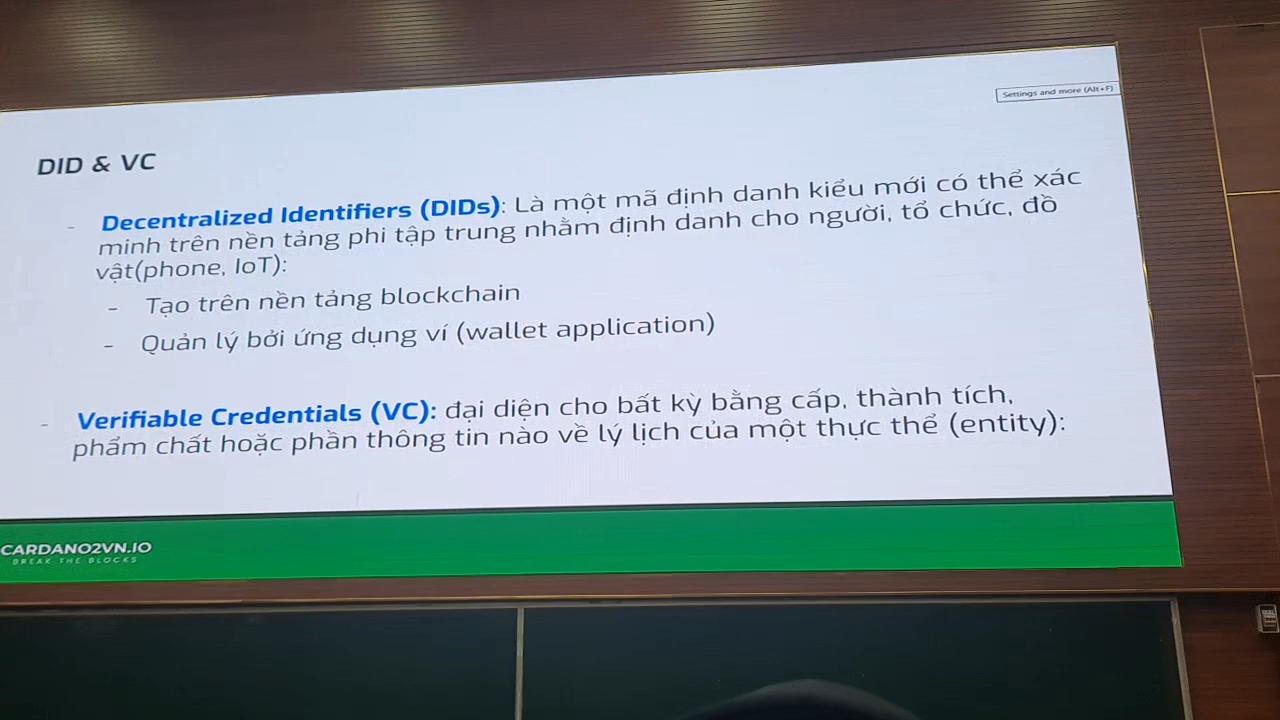 Settings and more (Alt+F)
DID & VC
- Decentralized Identifiers (DIDs): Là một mã định danh kiểu mới có thể xác
minh trên nền tảng phi tập trung nhằm định danh cho người, tổ chức, đồ
vật(phone, IoT):
- Tạo trên nền tảng blockchain
- Quản lý bởi ứng dụng ví (wallet application)
- Verifiable Credentials (VC): đại diện cho bất kỳ bằng cấp, thành tích,
phẩm chất hoặc phần thông tin nào về lý lịch của một thực thể (entity):
CARDANO2VN.IO
BREAK THE BLOCKS